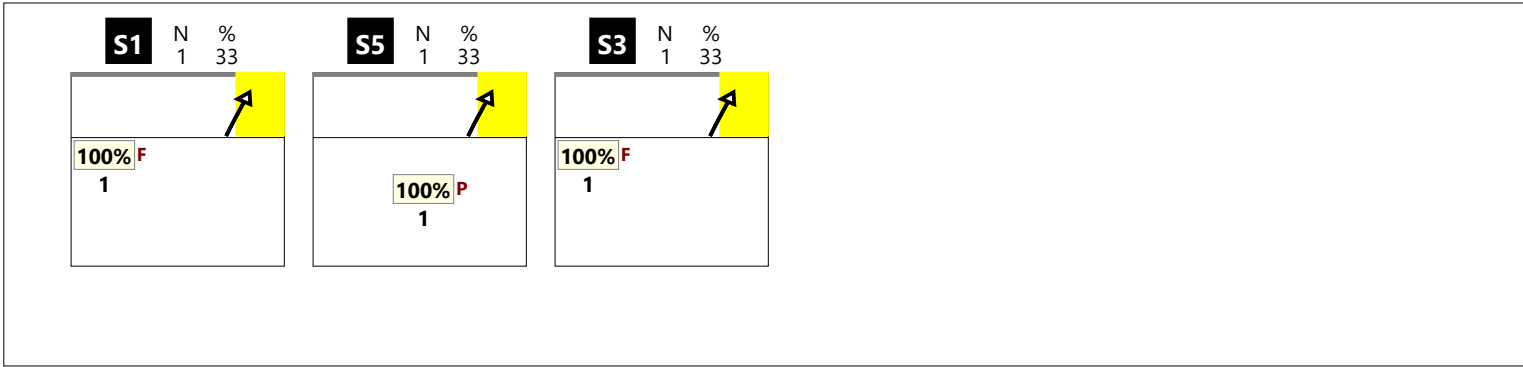 S1 N % S5 N % S3 N %
1 33 1 33 1 33
100% F 100% F
1 100% P 1
1